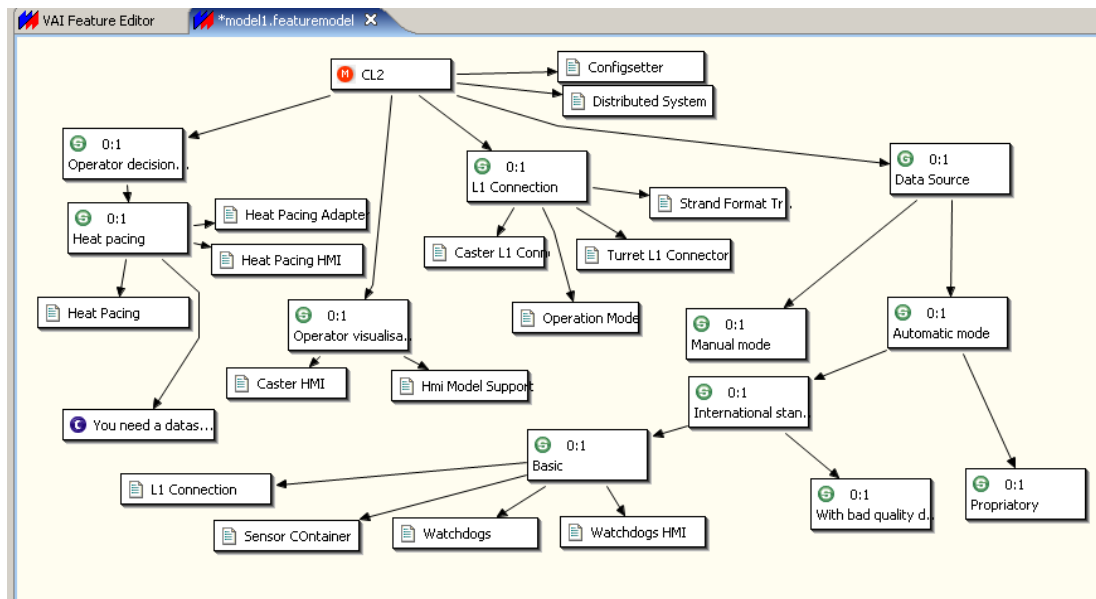 VAI Feature Editor
*model1.featuremodel
M CL2
Configsetter
Distributed System
S 0:1
Operator decision...
S 0:1
L1 Connection
G 0:1
Data Source
S 0:1
Heat pacing
Heat Pacing Adapter
Heat Pacing HMI
Strand Format Tr...
Caster L1 Conn
Turret L1 Connector
Heat Pacing
S 0:1
Operator visualisa...
Operation Mode
S 0:1
Manual mode
S 0:1
Automatic mode
Caster HMI
Hmi Model Support
C You need a datas...
S 0:1
International stan...
S 0:1
Basic
L1 Connection
Sensor COntainer
Watchdogs
Watchdogs HMI
S 0:1
With bad quality d...
S 0:1
Propriatory